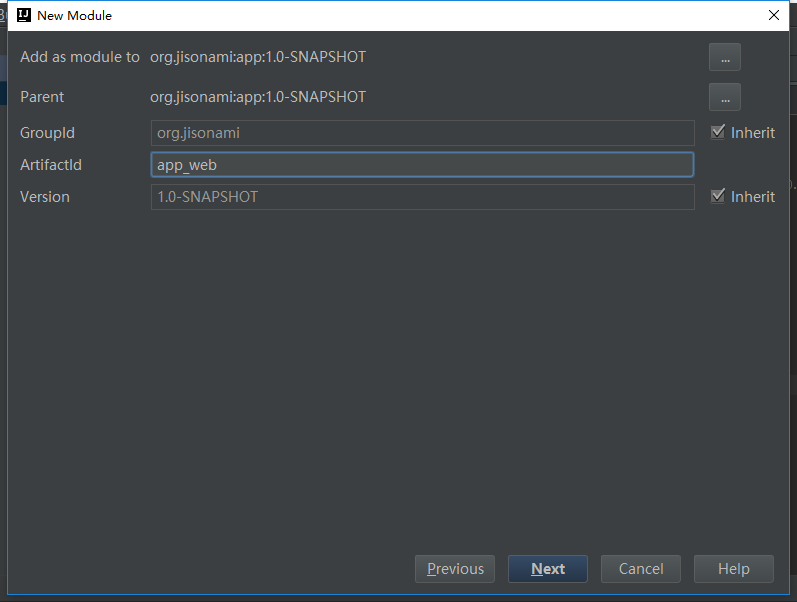 New Module
Add as module to org.jisonami:app:1.0-SNAPSHOT ...
Parent org.jisonami:app:1.0-SNAPSHOT ...
GroupId org.jisonami Inherit
ArtifactId app_web
Version 1.0-SNAPSHOT Inherit
Previous Next Cancel Help